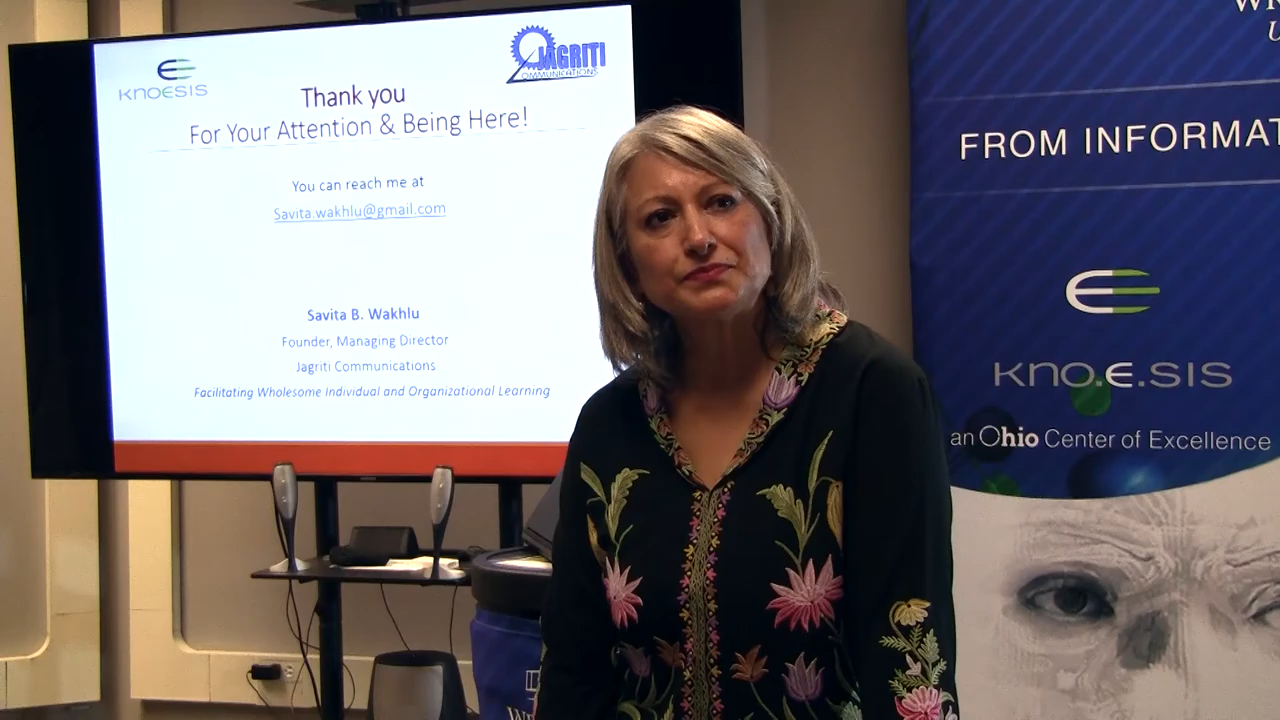 KNOESIS
JAGRITI
COMMUNICATIONS
Thank you
For Your Attention & Being Here!
You can reach me at
Savita.wakhlu@gmail.com
Savita B. Wakhlu
Founder, Managing Director
Jagriti Communications
Facilitating Wholesome Individual and Organizational Learning
FROM INFORMAT
KNO.E.SIS
an Ohio Center of Excellence